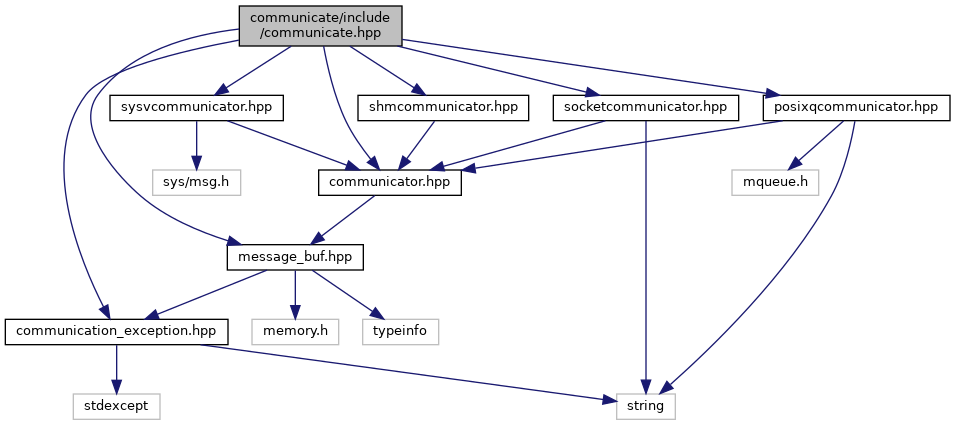 communicate/include
/communicate.hpp
sysvcommunicator.hpp
shmcommunicator.hpp
socketcommunicator.hpp
posixqcommunicator.hpp
sys/msg.h
communicator.hpp
mqueue.h
message_buf.hpp
communication_exception.hpp
memory.h
typeinfo
stdexcept
string